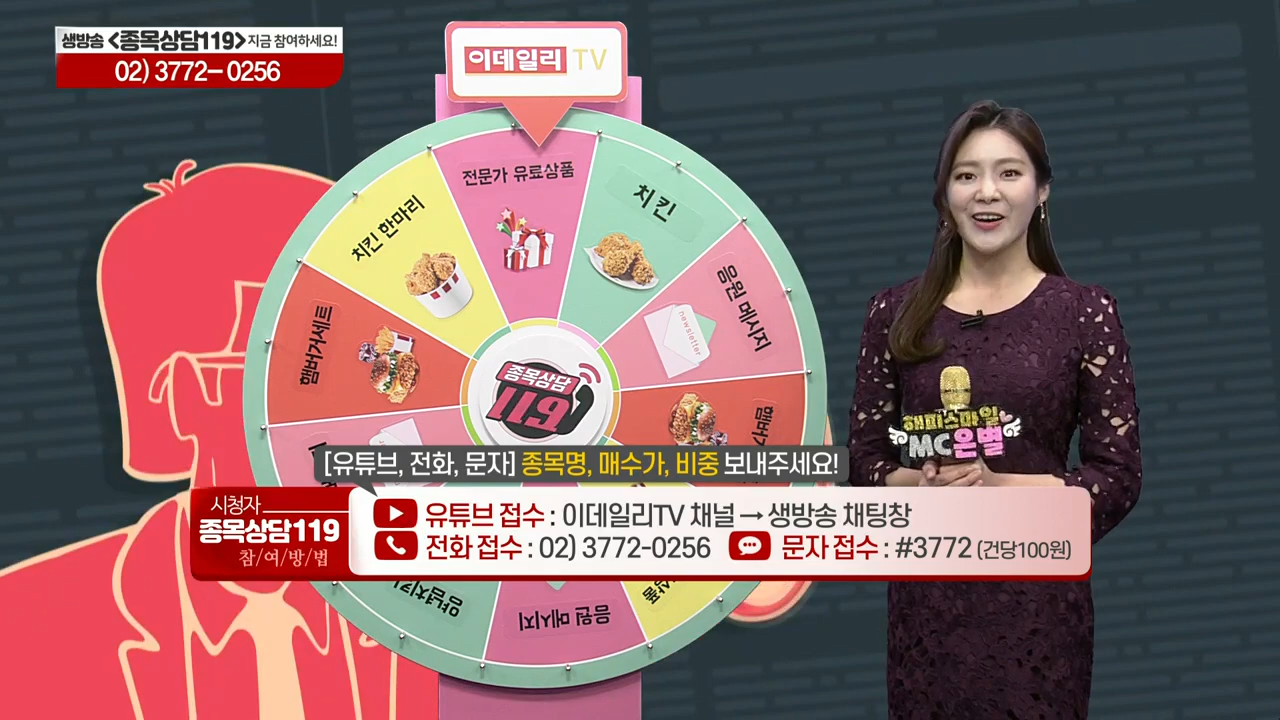 생방송 <종목상담119> 지금 참여하세요!
02) 3772-0256
이데일리 TV
전문가 유료상품
치킨
치킨 한마리
응원 메시지
newsletter
햄버거세트
종목상담
119
해피스마일
MC은별
[유튜브, 전화, 문자] 종목명, 매수가, 비중 보내주세요!
시청자
종목상담119
참/여/방/법
유튜브 접수 : 이데일리TV 채널 → 생방송 채팅창
전화 접수 : 02) 3772-0256
문자 접수 : #3772 (건당100원)
양념치킨
응원 메시지